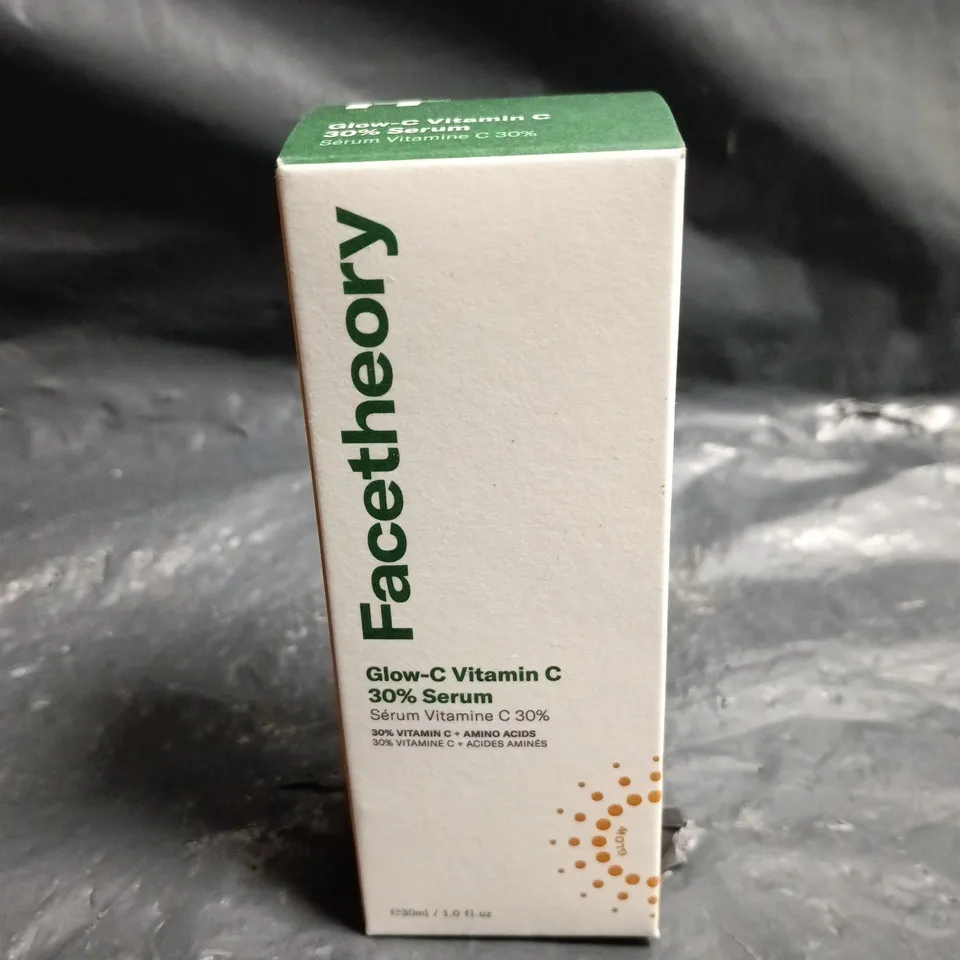 Glow-C Vitamin C
30% Serum
Sérum Vitamine C 30%
Facetheory
Glow-C Vitamin C
30% Serum
Sérum Vitamine C 30%
30% VITAMIN C + AMINO ACIDS
30% VITAMINE C + ACIDES AMINÉS
GLOW
℮30ml / 1.0 fl oz